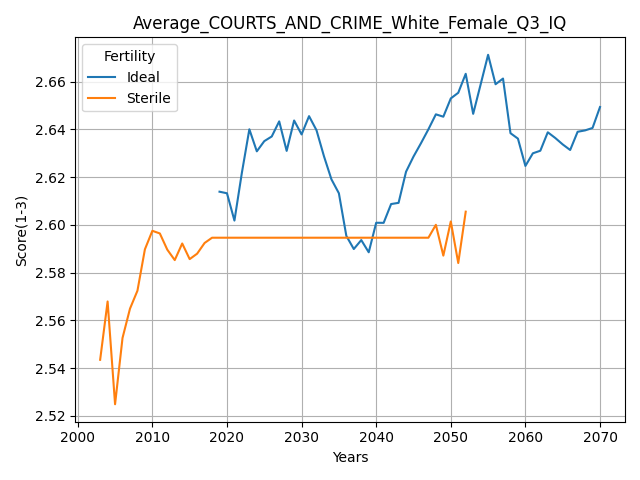 Average_COURTS_AND_CRIME_White_Female_Q3_IQ
Fertility
Ideal
Sterile
Score(1-3)
2.66
2.64
2.62
2.60
2.58
2.56
2.54
2.52
2000 2010 2020 2030 2040 2050 2060 2070
Years